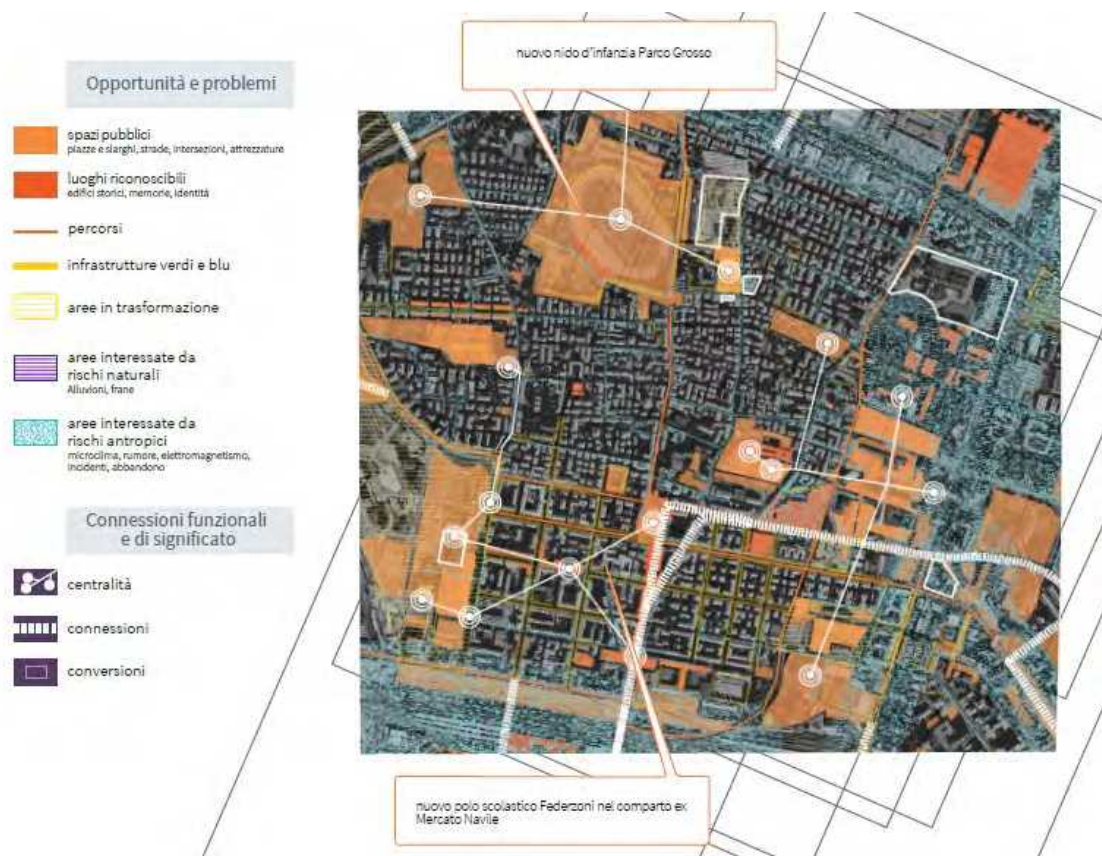 nuovo nido d'infanzia Parco Grosso
Opportunità e problemi
spazi pubblici
piazze e slarghi, strade, intersezioni, attrezzature
luoghi riconoscibili
edifici storici, memorie, identità
percorsi
infrastrutture verdi e blu
aree in trasformazione
aree interessate da
rischi naturali
Alluvioni, frane
aree interessate da
rischi antropici
microclima, rumore, elettromagnetismo,
incidenti, abbandono
Connessioni funzionali
e di significato
centralità
connessioni
conversioni
nuovo polo scolastico Federzoni nel comparto ex
Mercato Navile